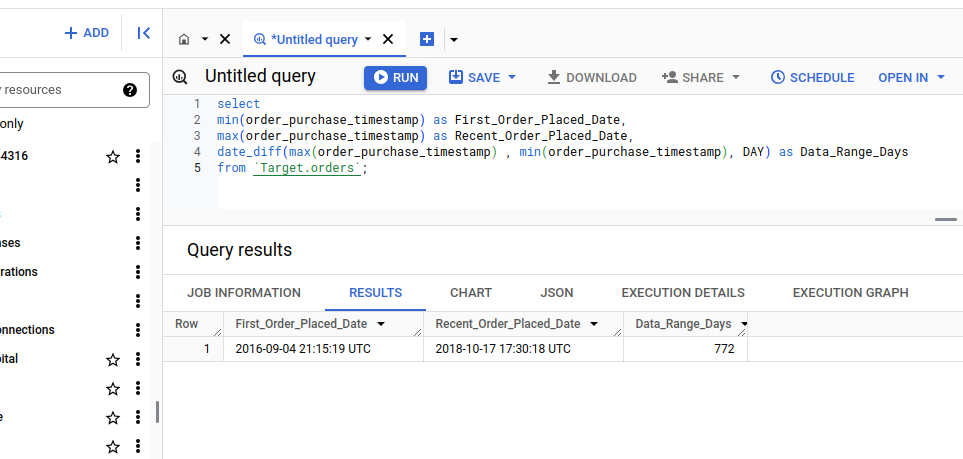 ADD
*Untitled query
resources
only
4316
ases
rations
onnections
ital
e
Untitled query
RUN
SAVE
DOWNLOAD
SHARE
SCHEDULE
OPEN IN
1 select
2 min(order_purchase_timestamp) as First_Order_Placed_Date,
3 max(order_purchase_timestamp) as Recent_Order_Placed_Date,
4 date_diff(max(order_purchase_timestamp) , min(order_purchase_timestamp), DAY) as Data_Range_Days
5 from `Target.orders`;
Query results
JOB INFORMATION RESULTS CHART JSON EXECUTION DETAILS EXECUTION GRAPH
Row First_Order_Placed_Date Recent_Order_Placed_Date Data_Range_Days
1 2016-09-04 21:15:19 UTC 2018-10-17 17:30:18 UTC 772